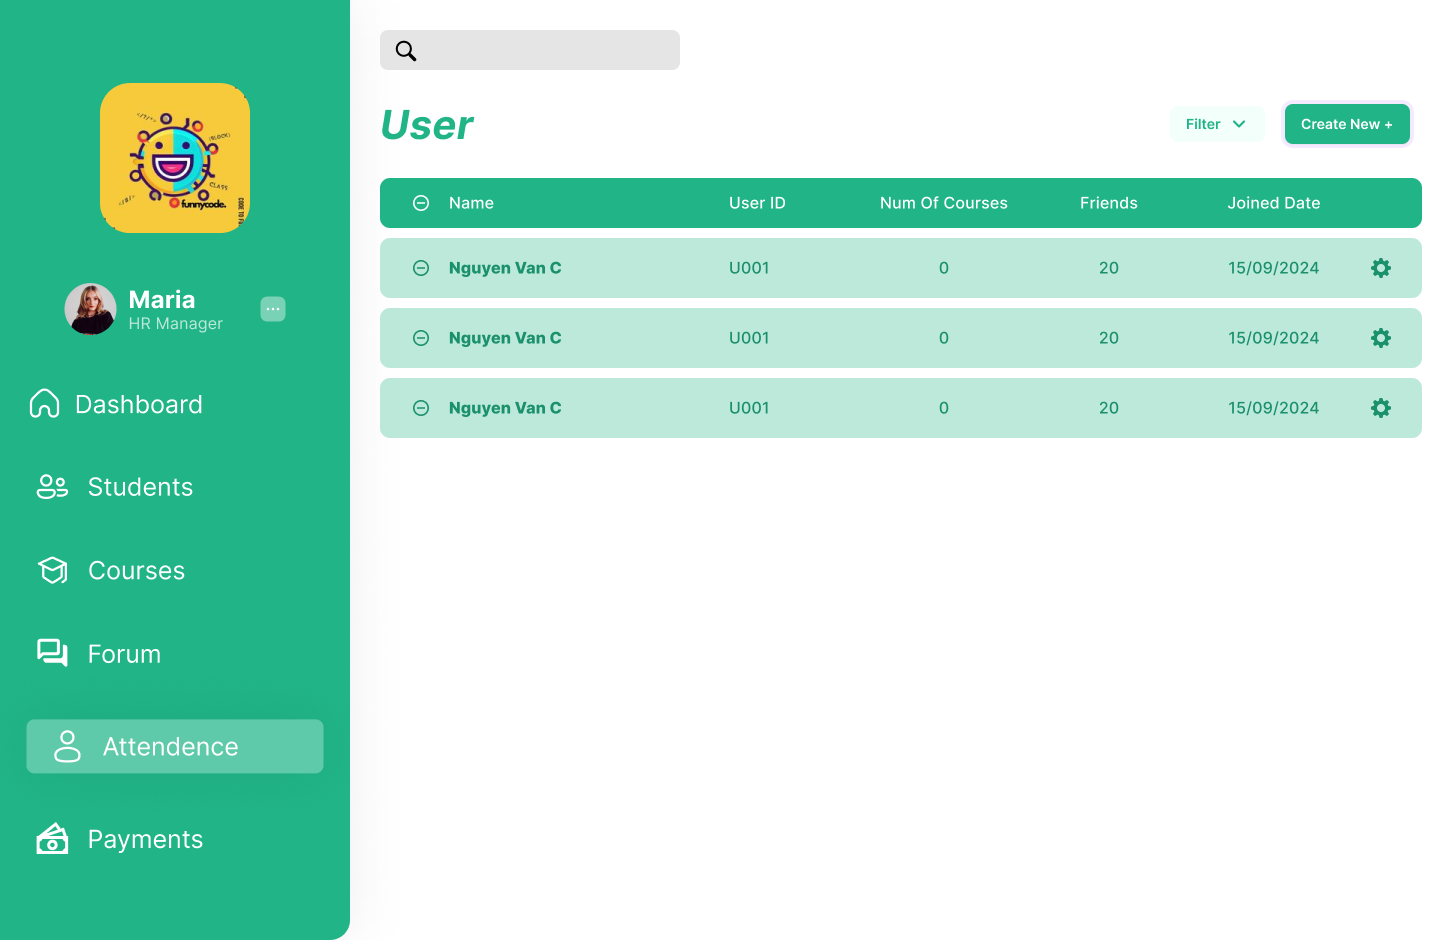 </>
{BLOCK}
CLASS
</$/>
funnycode.
Maria
HR Manager
Dashboard
Students
Courses
Forum
Attendence
Payments
User
Filter
Create New +
Name User ID Num Of Courses Friends Joined Date
Nguyen Van C U001 0 20 15/09/2024
Nguyen Van C U001 0 20 15/09/2024
Nguyen Van C U001 0 20 15/09/2024